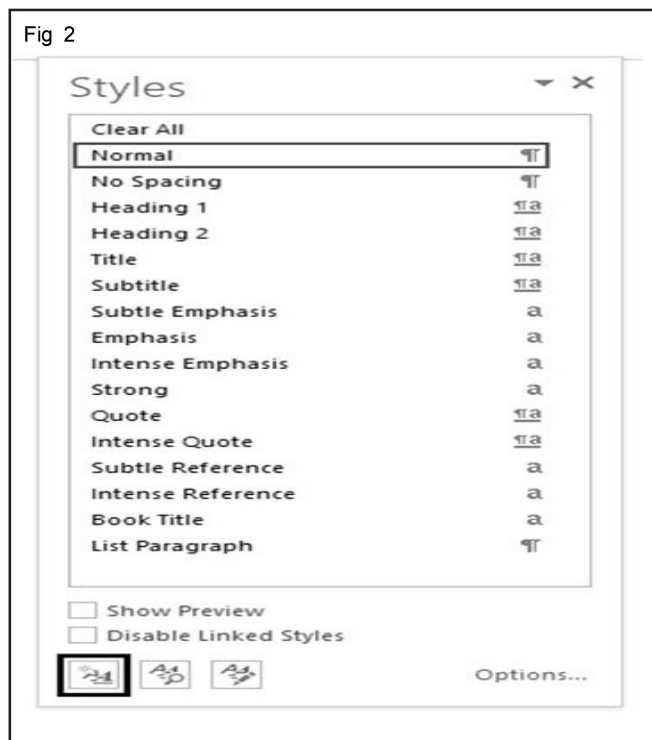 Fig 2
Styles
Clear All
Normal ¶
No Spacing ¶
Heading 1 ¶a
Heading 2 ¶a
Title ¶a
Subtitle ¶a
Subtle Emphasis a
Emphasis a
Intense Emphasis a
Strong a
Quote ¶a
Intense Quote ¶a
Subtle Reference a
Intense Reference a
Book Title a
List Paragraph ¶
Show Preview
Disable Linked Styles
Options...